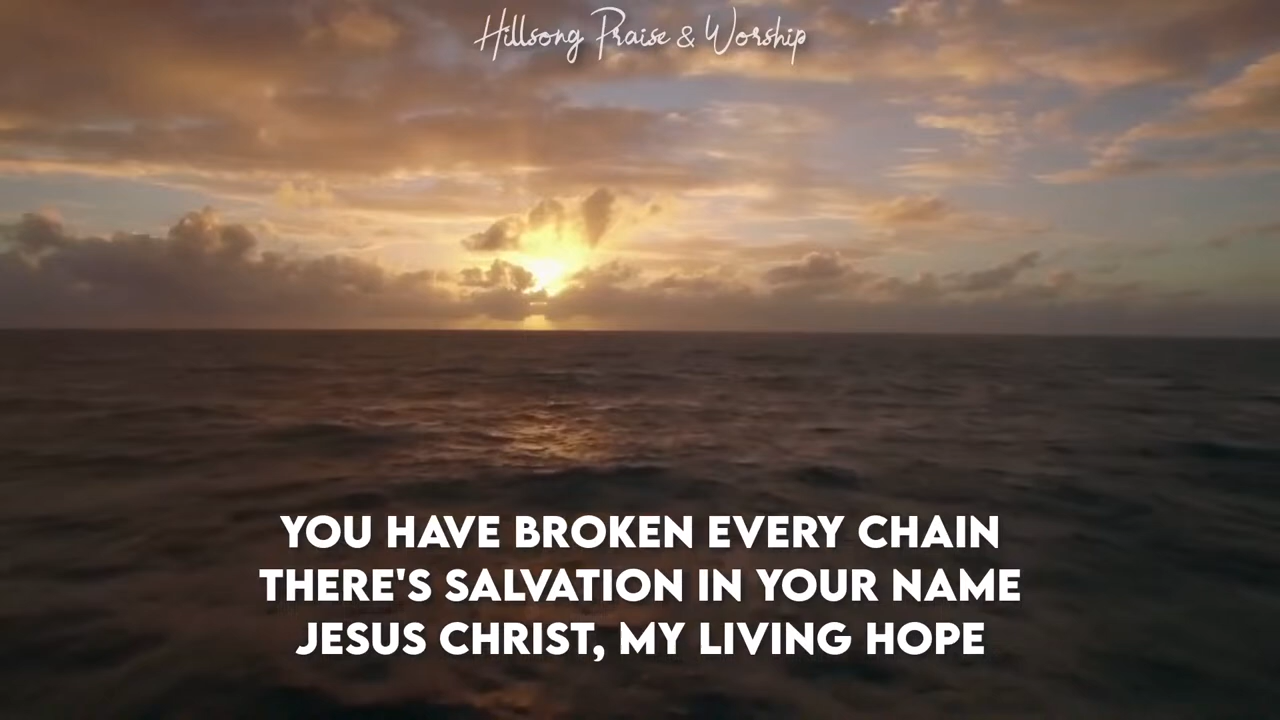 Hillsong Praise & Worship
YOU HAVE BROKEN EVERY CHAIN
THERE'S SALVATION IN YOUR NAME
JESUS CHRIST, MY LIVING HOPE